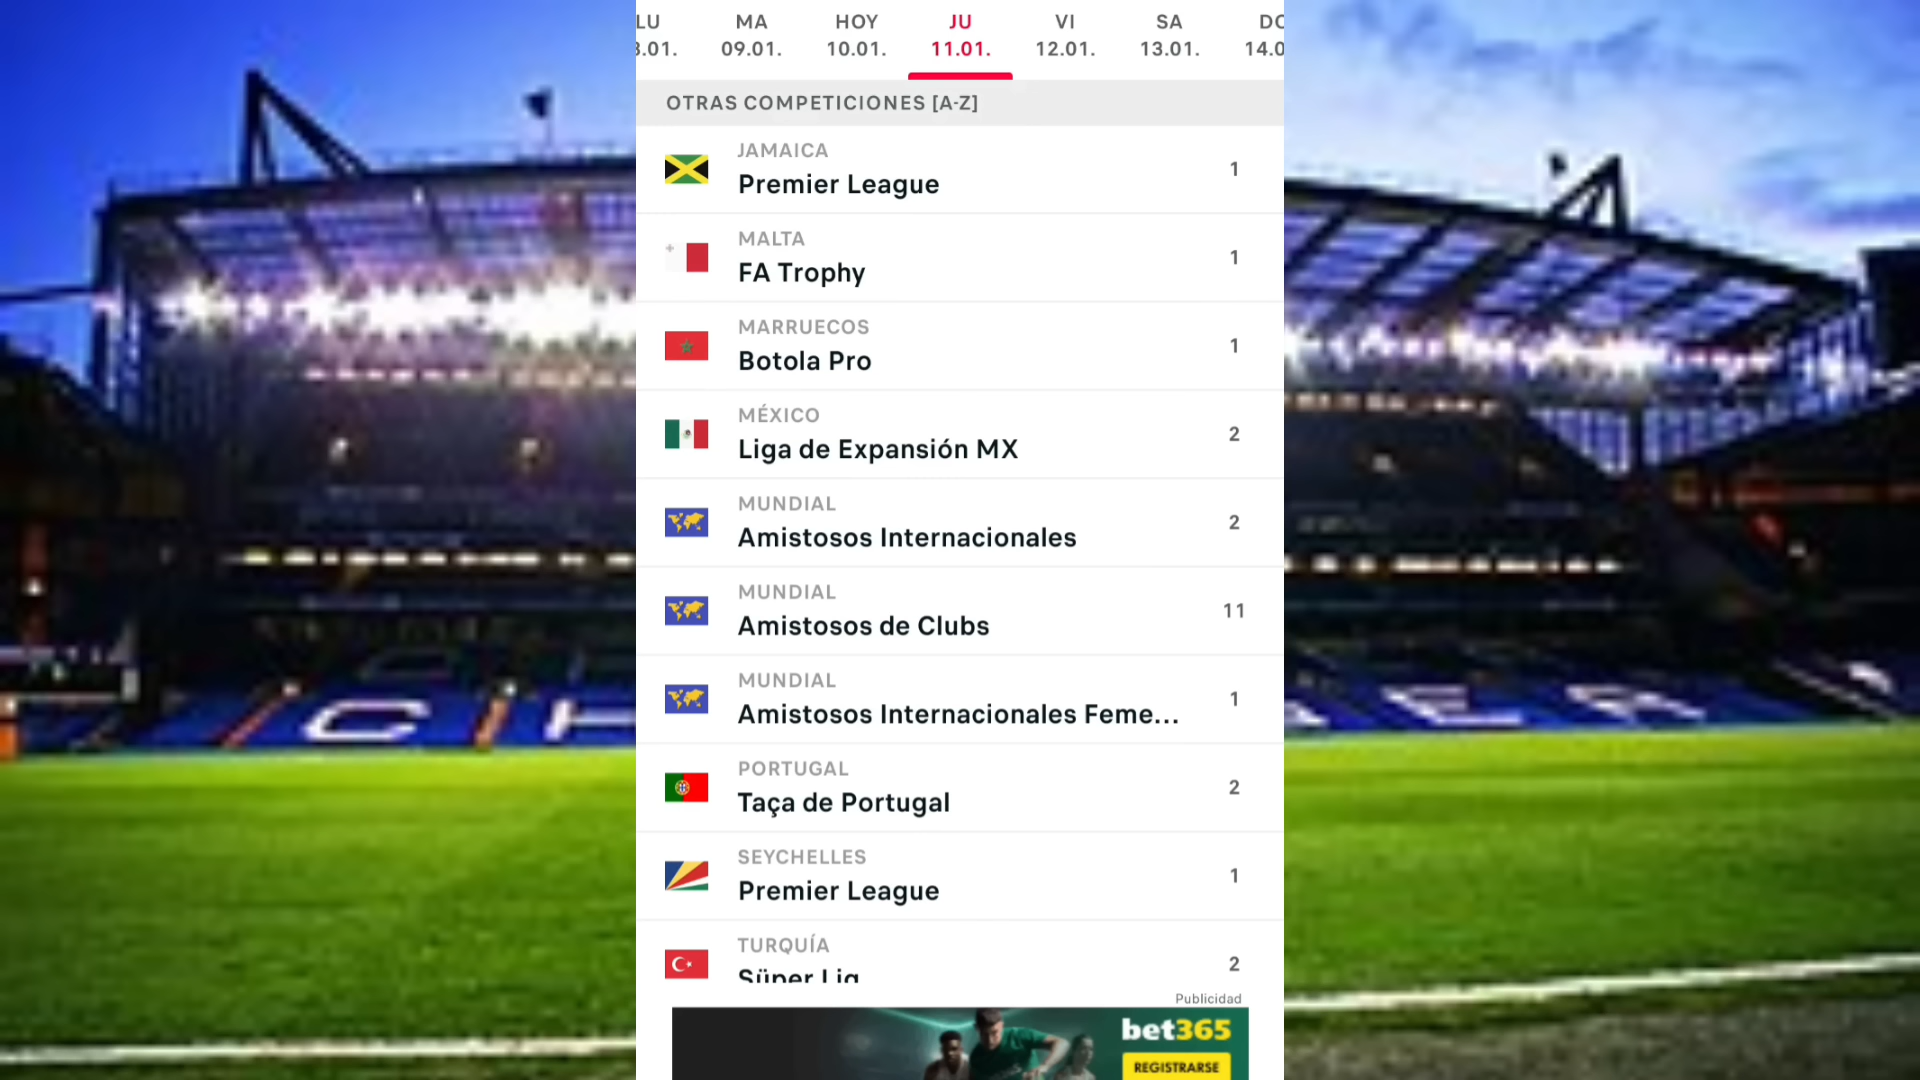 LU MA HOY JU VI SA DO
8.01. 09.01. 10.01. 11.01. 12.01. 13.01. 14.0
OTRAS COMPETICIONES [A-Z]
JAMAICA
Premier League 1
MALTA
FA Trophy 1
MARRUECOS
Botola Pro 1
MÉXICO
Liga de Expansión MX 2
MUNDIAL
Amistosos Internacionales 2
MUNDIAL
Amistosos de Clubs 11
MUNDIAL
Amistosos Internacionales Feme... 1
PORTUGAL
Taça de Portugal 2
SEYCHELLES
Premier League 1
TURQUÍA
Süper Lig 2
Publicidad
bet365
REGISTRARSE